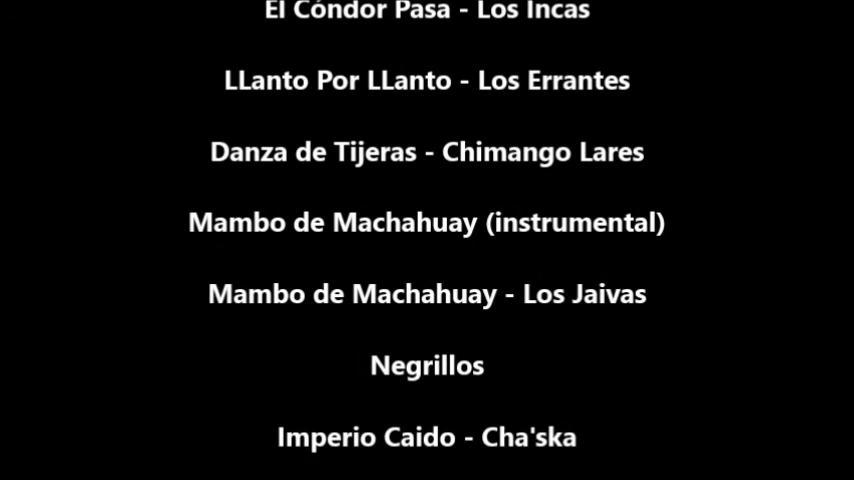 El Cóndor Pasa - Los Incas
LLanto Por LLanto - Los Errantes
Danza de Tijeras - Chimango Lares
Mambo de Machahuay (instrumental)
Mambo de Machahuay - Los Jaivas
Negrillos
Imperio Caido - Cha'ska